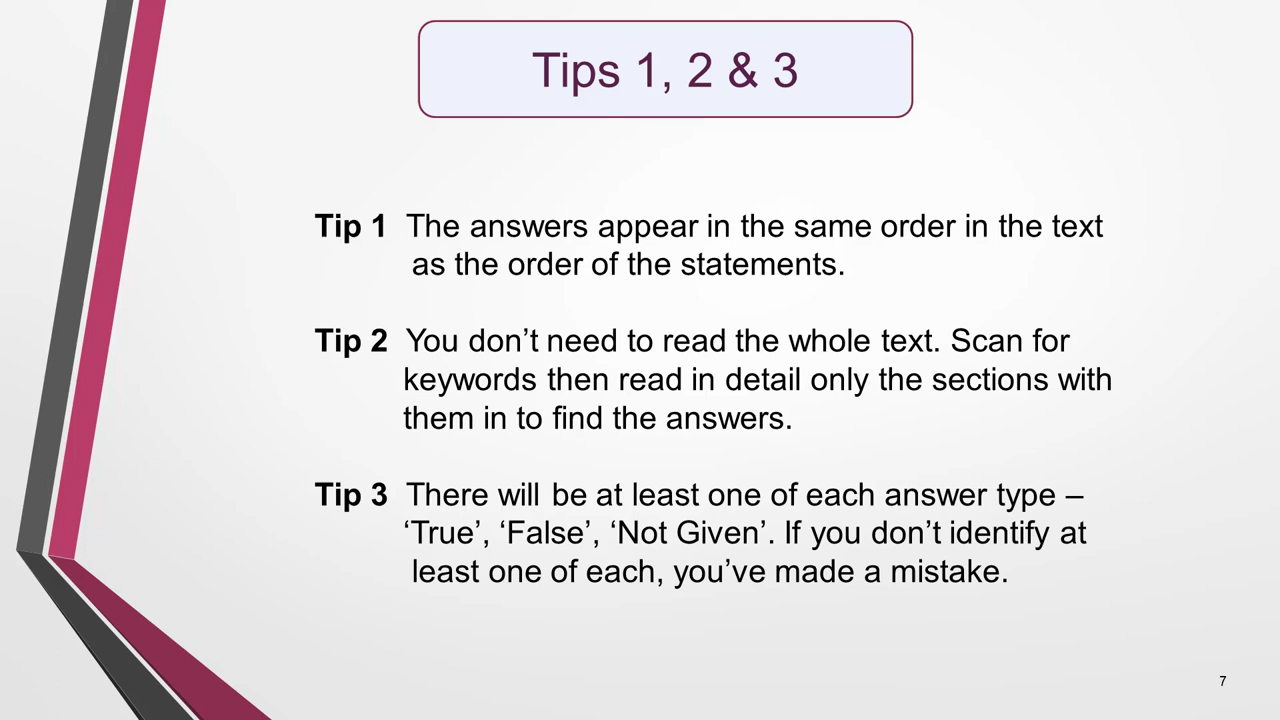 Tips 1, 2 & 3
Tip 1 The answers appear in the same order in the text
as the order of the statements.
Tip 2 You don’t need to read the whole text. Scan for
keywords then read in detail only the sections with
them in to find the answers.
Tip 3 There will be at least one of each answer type –
‘True’, ‘False’, ‘Not Given’. If you don’t identify at
least one of each, you’ve made a mistake.
7